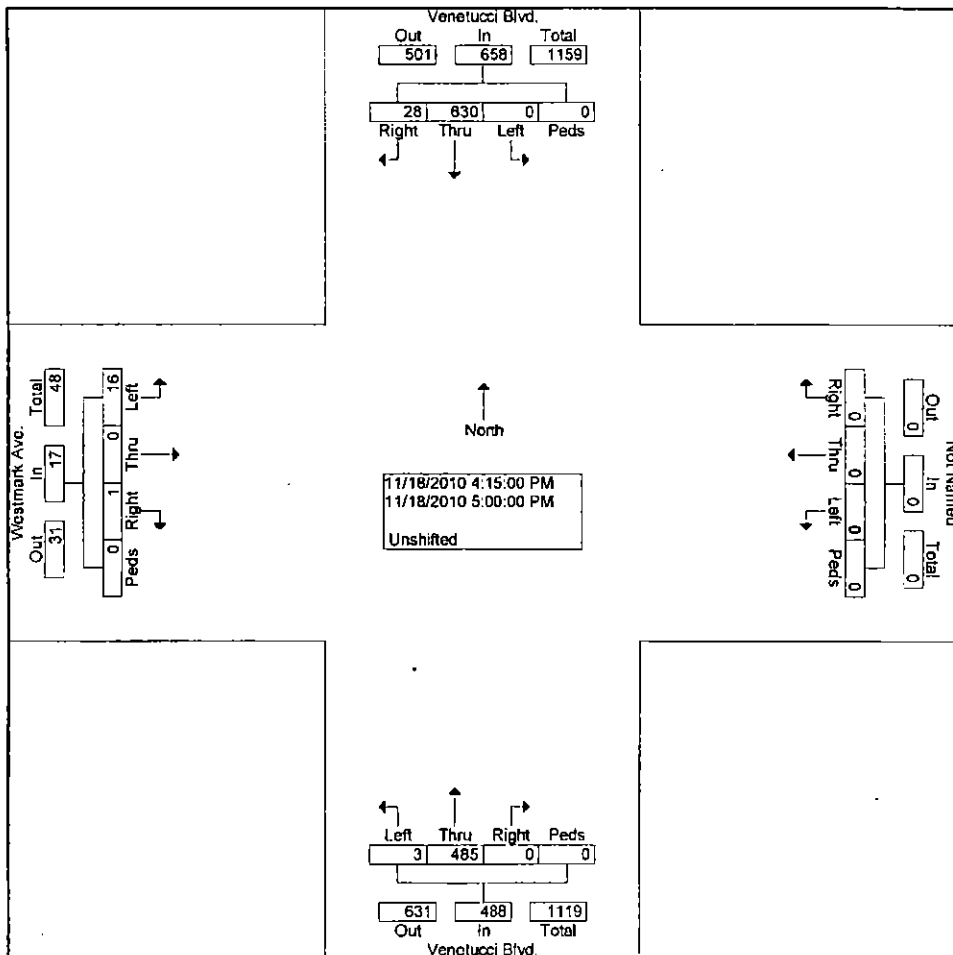 Venetucci Blvd.
Out In Total
501 658 1159
28 630 0 0
Right Thru Left Peds
Westmark Ave.
Total In Out
48 17 31
16 0 1 0
Left Thru Right Peds
North
11/18/2010 4:15:00 PM
11/18/2010 5:00:00 PM
Unshifted
Right Thru Left Peds
0 0 0 0
Out In Total
0 0 0
Not Named
Left Thru Right Peds
3 485 0 0
631 488 1119
Out In Total
Venetucci Blvd.